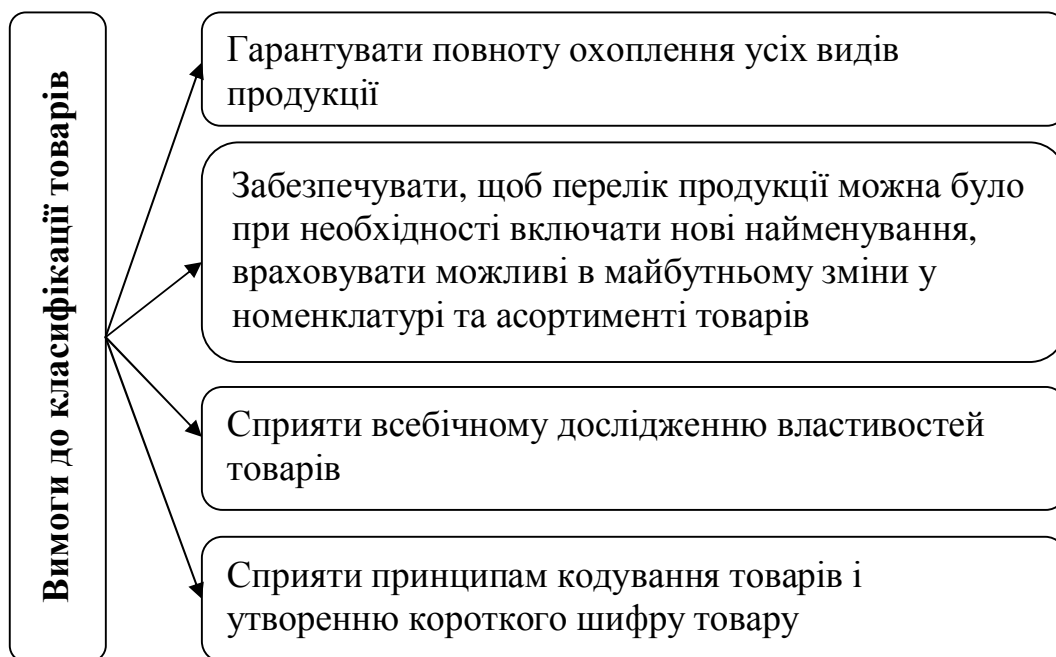 Вимоги до класифікації товарів
Гарантувати повноту охоплення усіх видів
продукції
Забезпечувати, щоб перелік продукції можна було
при необхідності включати нові найменування,
враховувати можливі в майбутньому зміни у
номенклатурі та асортименті товарів
Сприяти всебічному дослідженню властивостей
товарів
Сприяти принципам кодування товарів і
утворенню короткого шифру товару